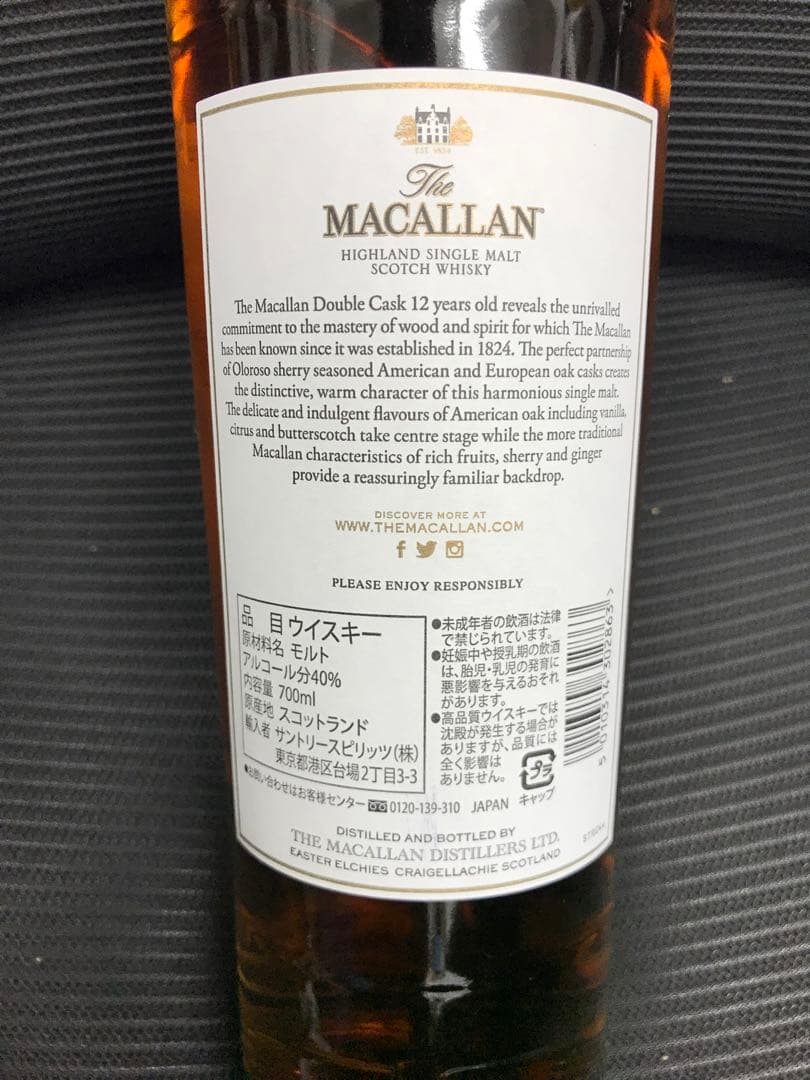 EST. 1824
The
MACALLAN
HIGHLAND SINGLE MALT
SCOTCH WHISKY
The Macallan Double Cask 12 years old reveals the unrivalled
commitment to the mastery of wood and spirit for which The Macallan
has been known since it was established in 1824. The perfect partnership
of Oloroso sherry seasoned American and European oak casks creates
the distinctive, warm character of this harmonious single malt.
The delicate and indulgent flavours of American oak including vanilla,
citrus and butterscotch take centre stage while the more traditional
Macallan characteristics of rich fruits, sherry and ginger
provide a reassuringly familiar backdrop.
DISCOVER MORE AT
WWW.THEMACALLAN.COM
PLEASE ENJOY RESPONSIBLY
品 目 ウイスキー
原材料名 モルト
アルコール分40%
内容量 700ml
原産地 スコットランド
輸入者 サントリースピリッツ(株)
東京都港区台場2丁目3-3
●未成年者の飲酒は法律
で禁じられています。
●妊娠中や授乳期の飲酒
は、胎児・乳児の発育に
悪影響を与えるおそれ
があります。
●高品質ウイスキーでは
沈殿が発生する場合が
ありますが、品質には
全く影響は
ありません。
プラ
キャップ
5 010314 302863 >
●お問い合わせはお客様センター 0120-139-310 JAPAN
DISTILLED AND BOTTLED BY
THE MACALLAN DISTILLERS LTD.
EASTER ELCHIES CRAIGELLACHIE SCOTLAND